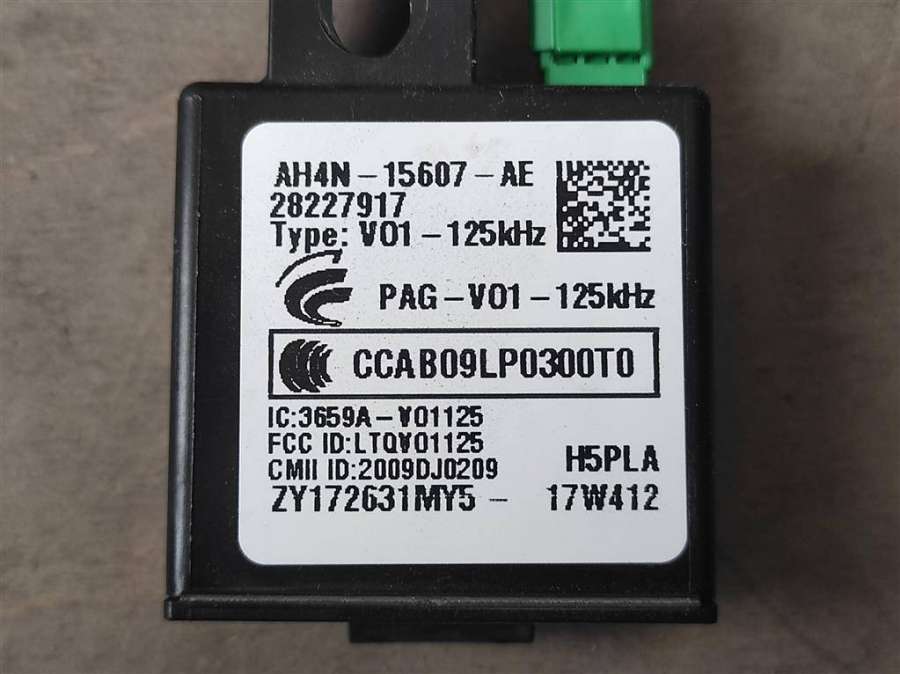 AH4N-15607-AE
28227917
Type: V01-125kHz
PAG-V01-125kHz
CCAB09LP0300T0
IC:3659A-V01125
FCC ID:LTQV01125
CMII ID:2009DJ0209
H5PLA
ZY172631MY5- 17W412